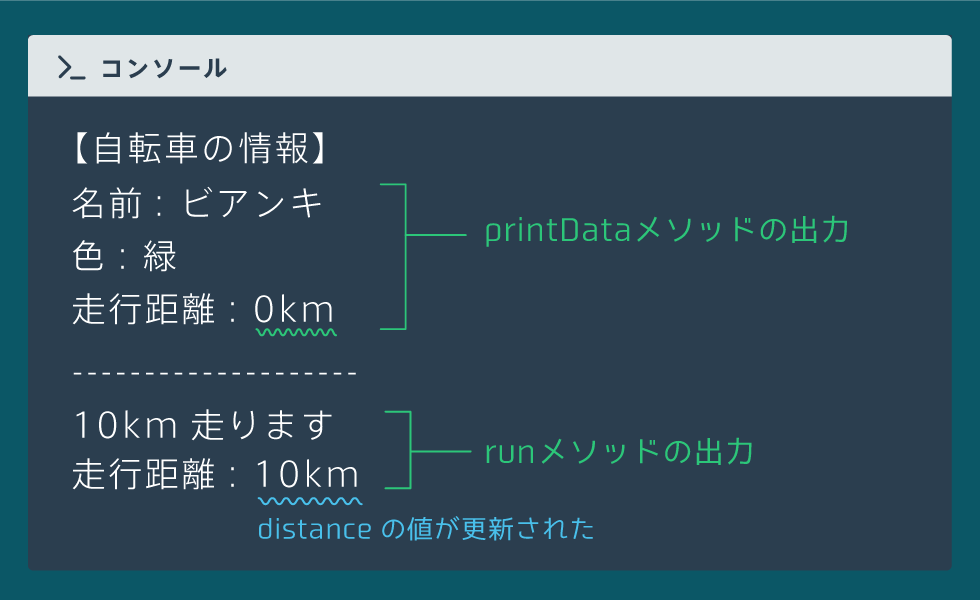 >_ コンソール
【自転車の情報】
名前 : ビアンキ
色 : 緑
走行距離 : 0km
printDataメソッドの出力
--------------------
10km 走ります
走行距離 : 10km
runメソッドの出力
distance の値が更新された